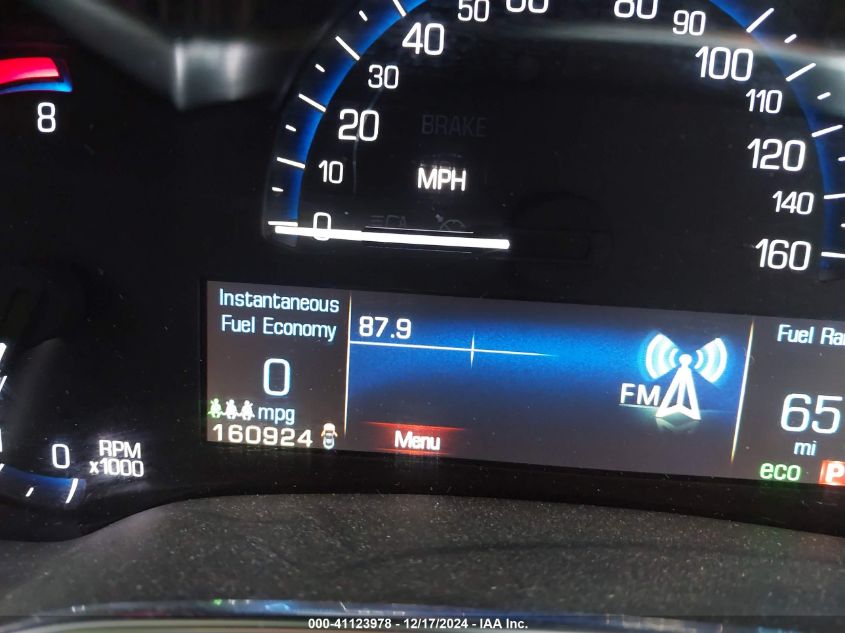 50 60 80 90
40 100
30 110
20 BRAKE 120
10 MPH 140
0 160
8
Instantaneous
Fuel Economy
0
mpg
160924
87.9
FM
Menu
Fuel Ra
65
mi
eco P
0 RPM
x1000
000-41123978 - 12/17/2024 - IAA Inc.